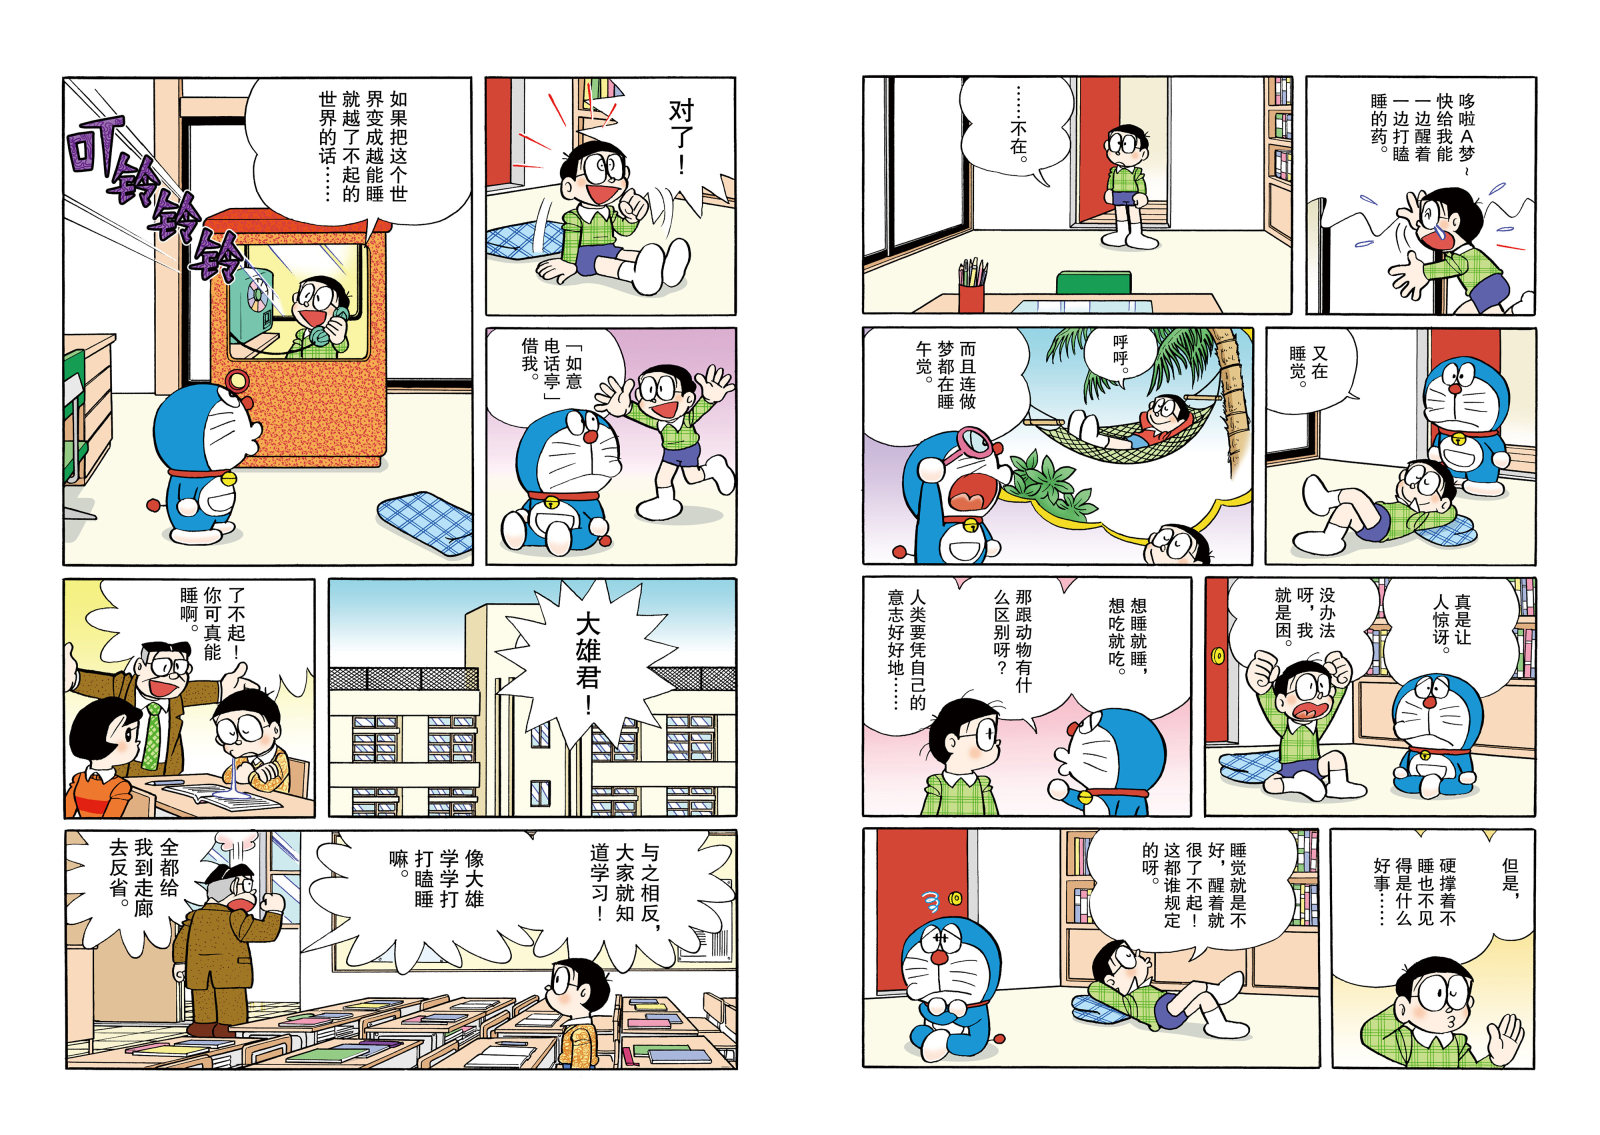 哆啦A梦~
快给我能
一边醒着
一边打瞌
睡的药。
……不在。
又在
睡觉。
呼呼。
而且连做
梦都在睡
午觉。
真是让
人惊讶。
没办法
呀，我
就是困。
想睡就睡，
想吃就吃。
那跟动物有什
么区别呀？
人类要凭自己的
意志好好地……
但是，
硬撑着不
睡也不见
得是什么
好事……
睡觉就是不
好，醒着就
很了不起！
这都谁规定
的呀。
对了！
如果把这个世
界变成越能睡
就越了不起的
世界的话……
叮铃铃铃
「如意
电话亭」
借我。
大雄君！
了不起！
你可真能
睡啊。
与之相反，
大家就知
道学习！
像大雄
学学打
打瞌睡
嘛。
全都给
我到走廊
去反省。